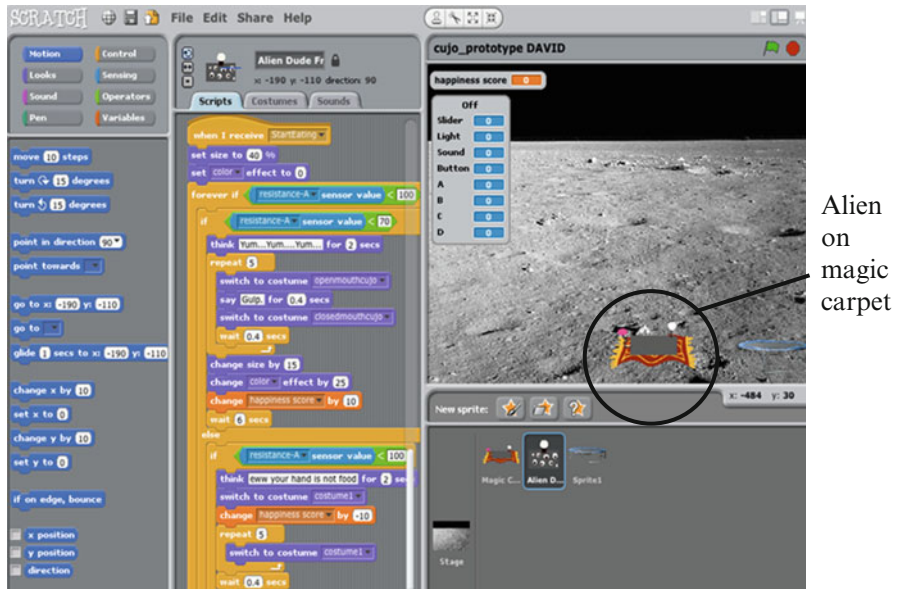 SCRATCH File Edit Share Help
Motion Control
Looks Sensing
Sound Operators
Pen Variables
move 10 steps
turn 15 degrees
turn 15 degrees
point in direction 90
point towards
go to x: -190 y: -110
go to
glide 1 secs to x: -190 y: -110
change x by 10
set x to 0
change y by 10
set y to 0
if on edge, bounce
x position
y position
direction
Alien Dude Fr
x: -190 y: -110 direction: 90
Scripts Costumes Sounds
when I receive StartEating
set size to 40 %
set color effect to 0
forever if resistance-A sensor value < 100
if resistance-A sensor value < 70
think Yum...Yum....Yum... for 2 secs
repeat 5
switch to costume openmouthcujo
say Gulp. for 0.4 secs
switch to costume closedmouthcujo
wait 0.4 secs
change size by 15
change color effect by 25
change happiness score by 10
wait 6 secs
else
if resistance-A sensor value < 100
think eww your hand is not food for 2 sec
switch to costume costume1
change happiness score by -10
repeat 5
switch to costume costume1
wait 0.4 secs
cujo_prototype DAVID
happiness score 0
Off
Slider 0
Light 0
Sound 0
Button 0
A 0
B 0
C 0
D 0
x: -484 y: 30
New sprite:
Magic C... Alien D... Sprite1
Stage
Alien
on
magic
carpet